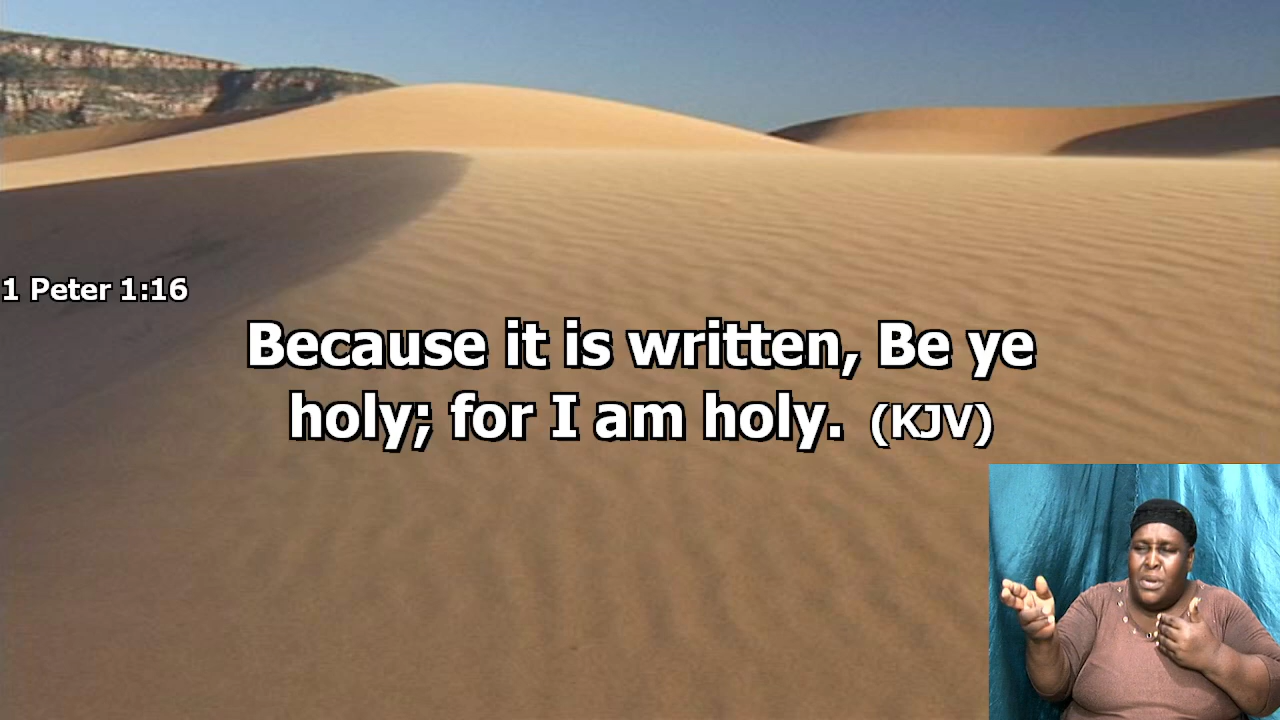 1 Peter 1:16
Because it is written, Be ye
holy; for I am holy. (KJV)